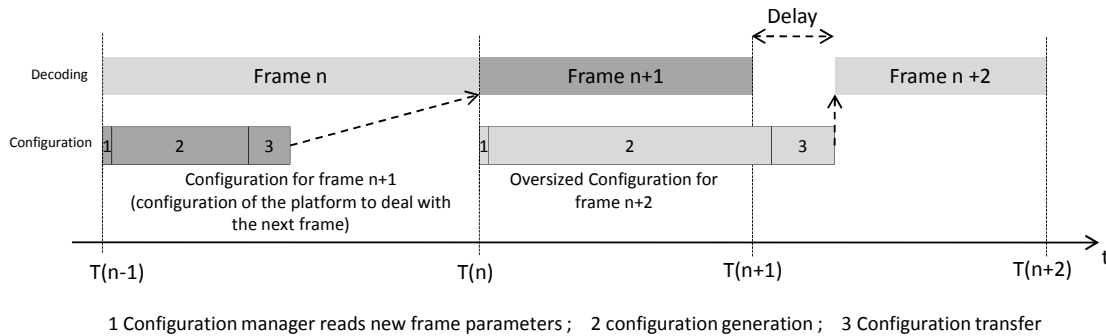 Delay
Decoding
Frame n
Frame n+1
Frame n +2
Configuration
1
2
3
1
2
3
Configuration for frame n+1
(configuration of the platform to deal with
the next frame)
Oversized Configuration for
frame n+2
t
T(n-1)
T(n)
T(n+1)
T(n+2)
1 Configuration manager reads new frame parameters ; 2 configuration generation ; 3 Configuration transfer